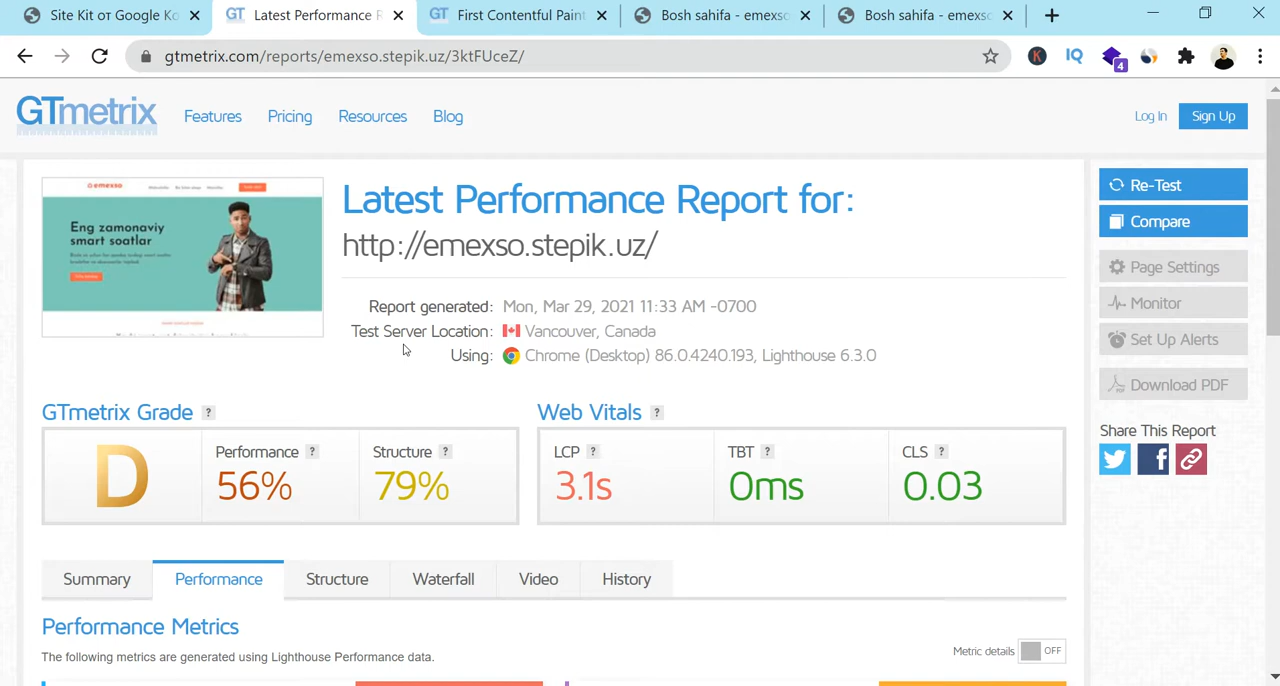 Site Kit от Google Ko
Latest Performance R
First Contentful Paint
Bosh sahifa - emexso
Bosh sahifa - emexso
gtmetrix.com/reports/emexso.stepik.uz/3ktFUceZ/
K
IQ
4
GTmetrix
Features
Pricing
Resources
Blog
Log In
Sign Up
emexso
Eng zamonaviy
smart soatlar
Latest Performance Report for:
http://emexso.stepik.uz/
Report generated: Mon, Mar 29, 2021 11:33 AM -0700
Test Server Location: Vancouver, Canada
Using: Chrome (Desktop) 86.0.4240.193, Lighthouse 6.3.0
Re-Test
Compare
Page Settings
Monitor
Set Up Alerts
Download PDF
Share This Report
GTmetrix Grade ?
Web Vitals ?
D
Performance ?
56%
Structure ?
79%
LCP ?
3.1s
TBT ?
0ms
CLS ?
0.03
Summary
Performance
Structure
Waterfall
Video
History
Performance Metrics
The following metrics are generated using Lighthouse Performance data.
Metric details OFF